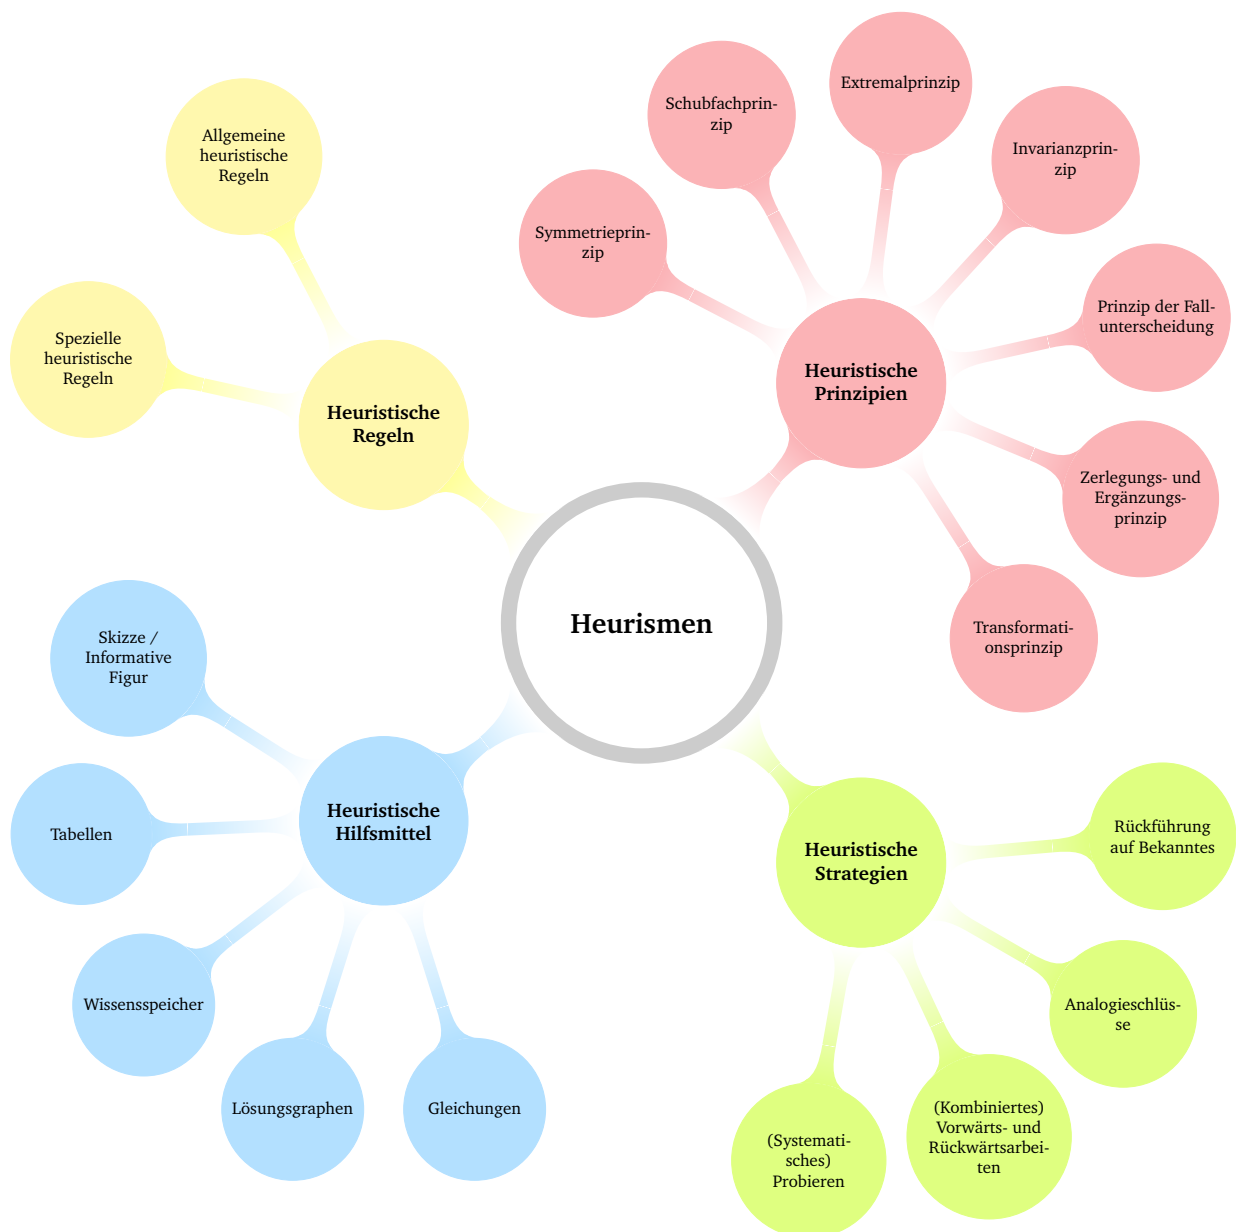 Heurismen
Heuristische
Regeln
Allgemeine
heuristische
Regeln
Spezielle
heuristische
Regeln
Heuristische
Prinzipien
Symmetrieprin-
zip
Schubfachprin-
zip
Extremalprinzip
Invarianzprin-
zip
Prinzip der Fall-
unterscheidung
Zerlegungs- und
Ergänzungs-
prinzip
Transformati-
onsprinzip
Heuristische
Hilfsmittel
Skizze /
Informative
Figur
Tabellen
Wissensspeicher
Lösungsgraphen
Gleichungen
Heuristische
Strategien
Rückführung
auf Bekanntes
Analogieschlüs-
se
(Kombiniertes)
Vorwärts- und
Rückwärtsarbei-
ten
(Systemati-
sches)
Probieren